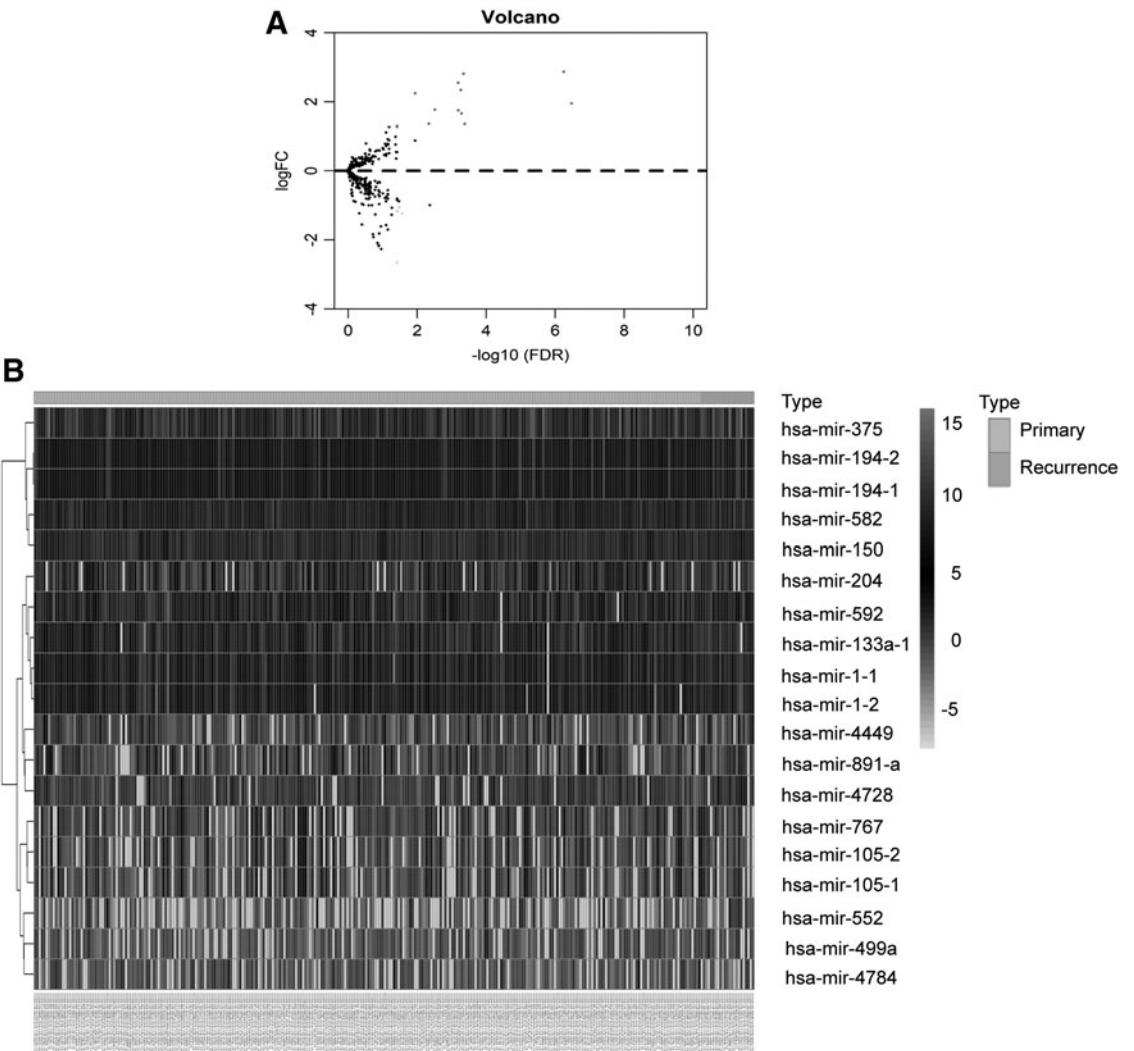 A
Volcano
4
2
0
-2
-4
logFC
0 2 4 6 8 10
-log10 (FDR)
B
Type
hsa-mir-375
hsa-mir-194-2
hsa-mir-194-1
hsa-mir-582
hsa-mir-150
hsa-mir-204
hsa-mir-592
hsa-mir-133a-1
hsa-mir-1-1
hsa-mir-1-2
hsa-mir-4449
hsa-mir-891-a
hsa-mir-4728
hsa-mir-767
hsa-mir-105-2
hsa-mir-105-1
hsa-mir-552
hsa-mir-499a
hsa-mir-4784
15
10
5
0
-5
Type
Primary
Recurrence